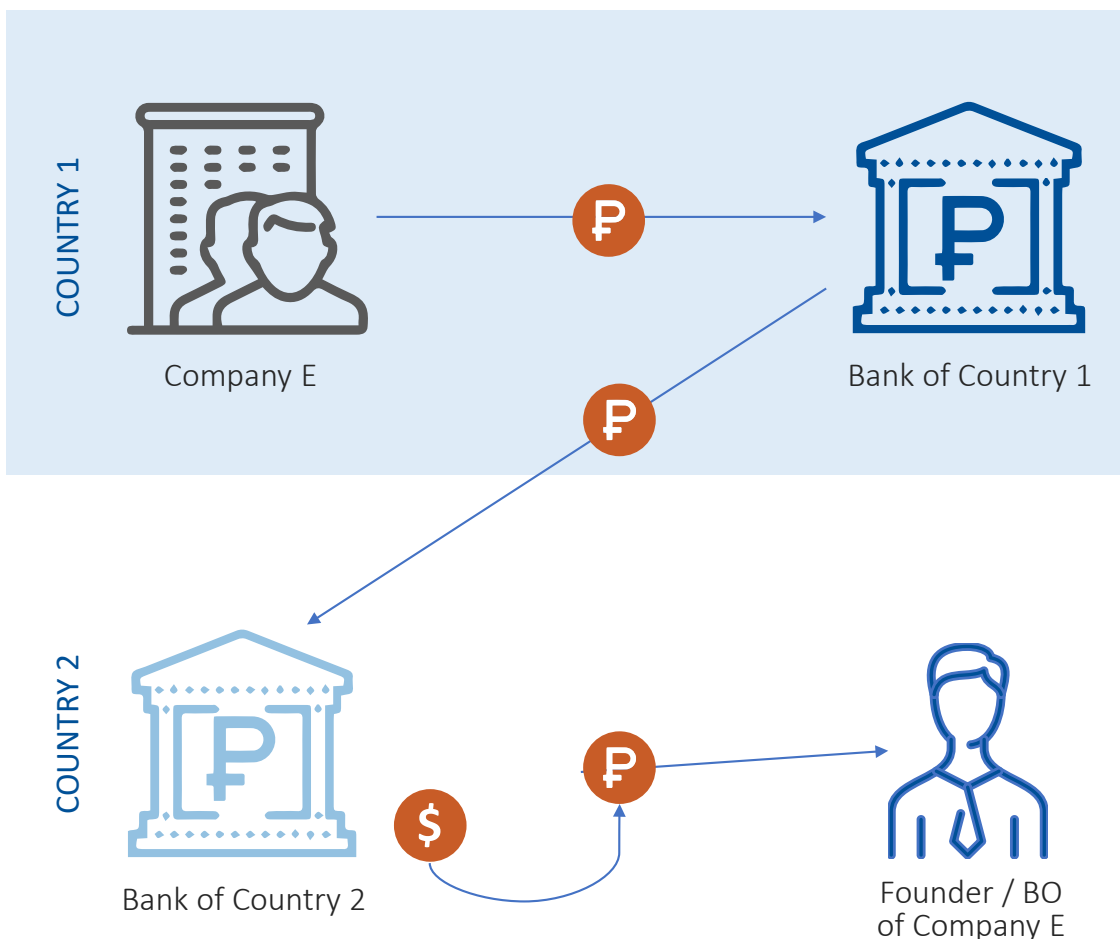 COUNTRY 1
₽
₽
Company E
Bank of Country 1
₽
COUNTRY 2
₽
₽
$
Bank of Country 2
Founder / BO
of Company E